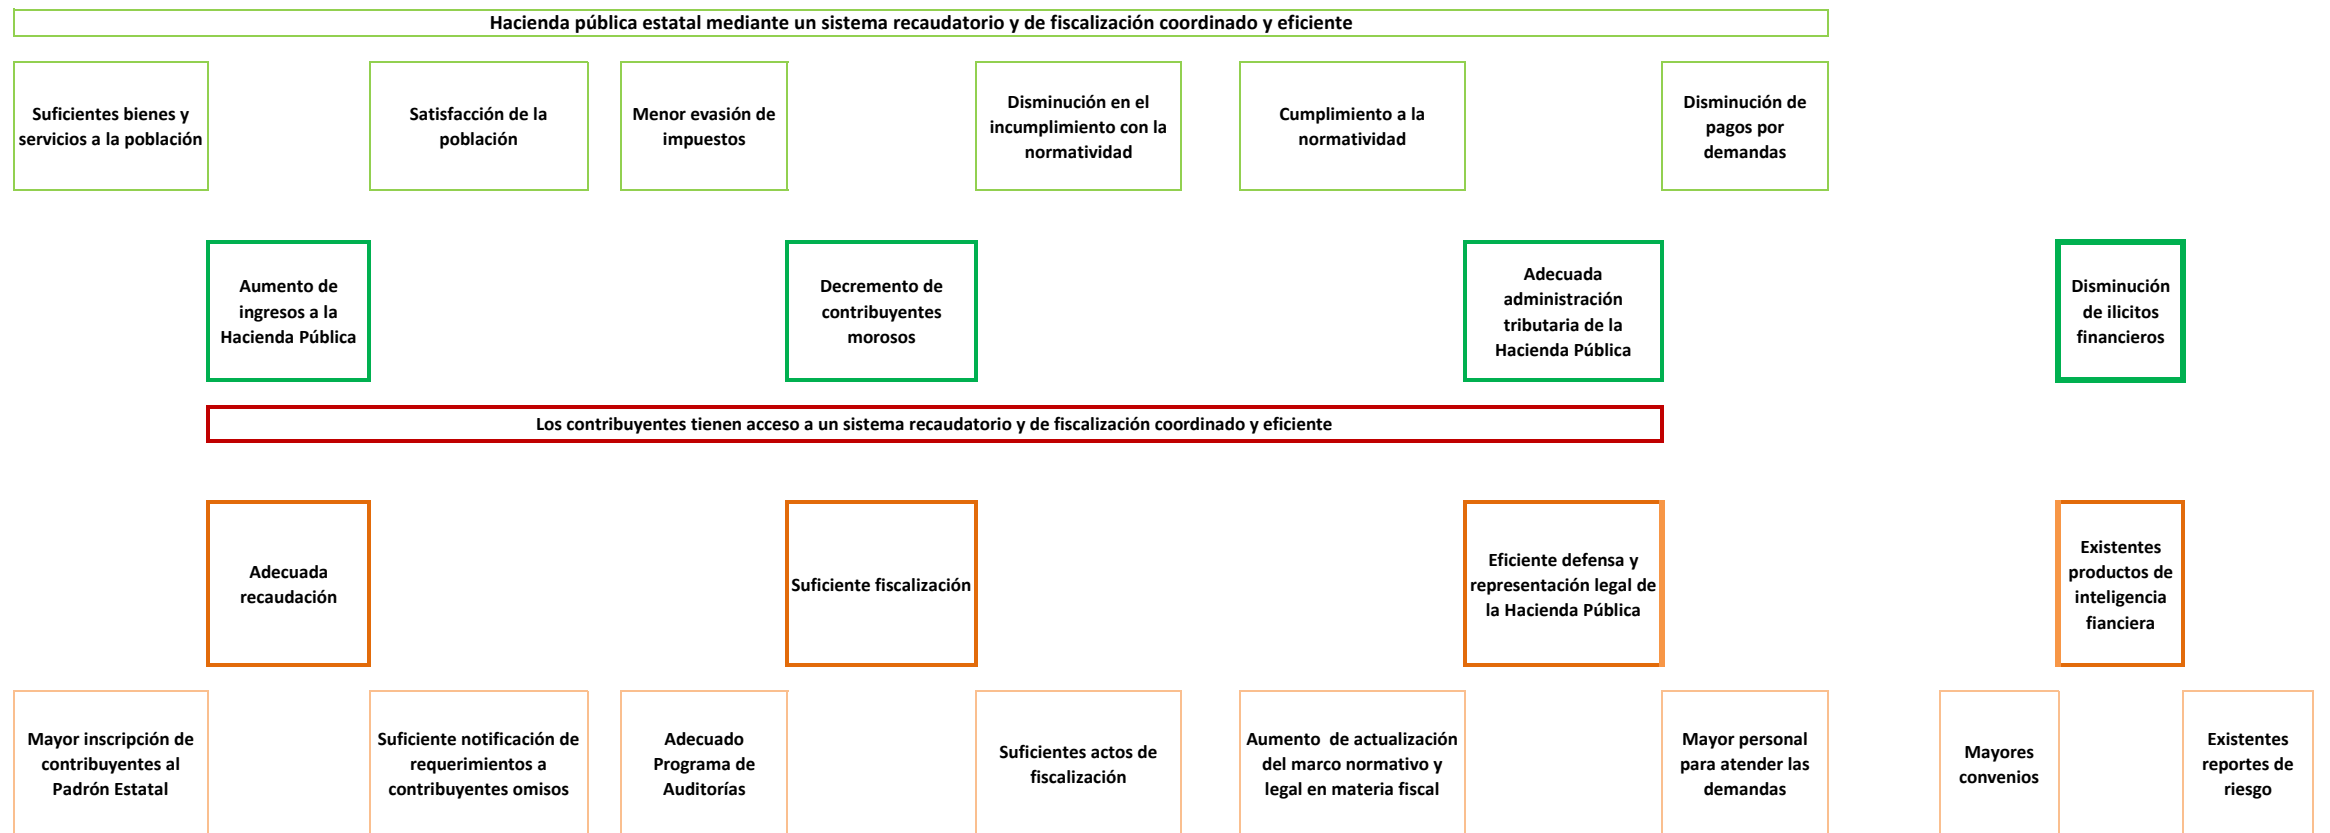 Hacienda pública estatal mediante un sistema recaudatorio y de fiscalización coordinado y eficiente
Suficientes bienes y
servicios a la población
Satisfacción de la
población
Menor evasión de
impuestos
Disminución en el
incumplimiento con la
normatividad
Cumplimiento a la
normatividad
Disminución de
pagos por
demandas
Aumento de
ingresos a la
Hacienda Pública
Decremento de
contribuyentes
morosos
Adecuada
administración
tributaria de la
Hacienda Pública
Disminución
de ilicitos
financieros
Los contribuyentes tienen acceso a un sistema recaudatorio y de fiscalización coordinado y eficiente
Adecuada
recaudación
Suficiente fiscalización
Eficiente defensa y
representación legal de
la Hacienda Pública
Existentes
productos de
inteligencia
fianciera
Mayor inscripción de
contribuyentes al
Padrón Estatal
Suficiente notificación de
requerimientos a
contribuyentes omisos
Adecuado
Programa de
Auditorías
Suficientes actos de
fiscalización
Aumento  de actualización
del marco normativo y
legal en materia fiscal
Mayor personal
para atender las
demandas
Mayores
convenios
Existentes
reportes de
riesgo